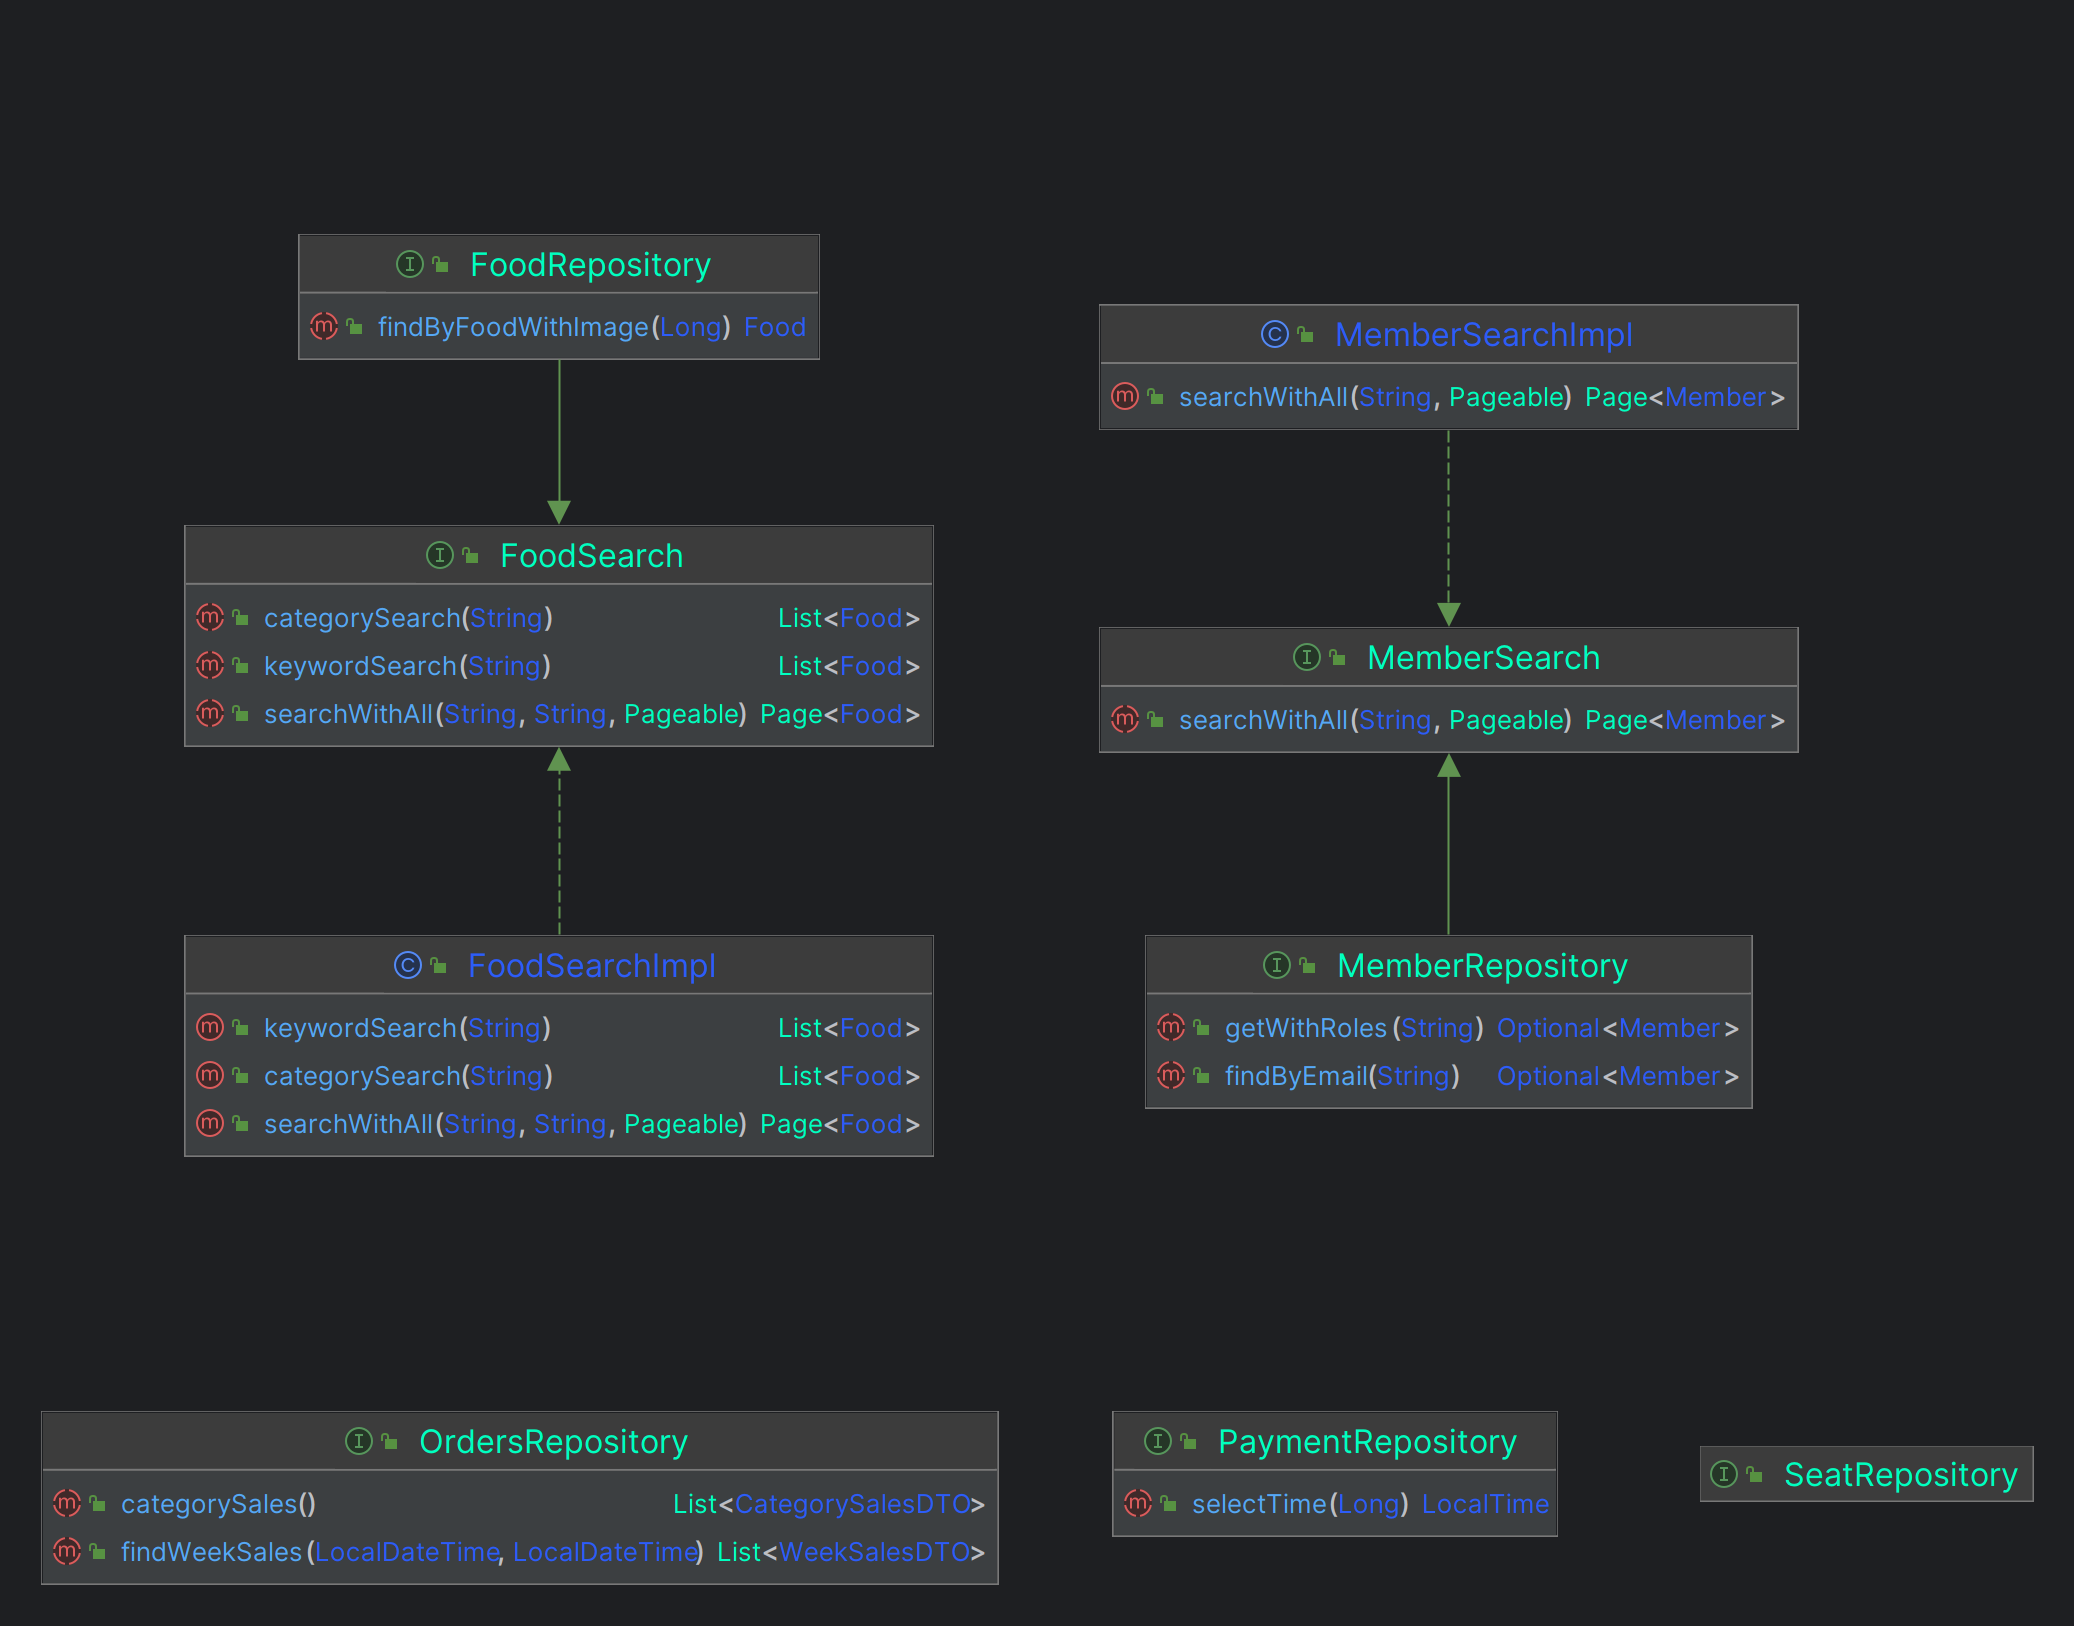 FoodRepository
findByFoodWithImage(Long) Food
FoodSearch
categorySearch(String) List<Food>
keywordSearch(String) List<Food>
searchWithAll(String, String, Pageable) Page<Food>
FoodSearchImpl
keywordSearch(String) List<Food>
categorySearch(String) List<Food>
searchWithAll(String, String, Pageable) Page<Food>
MemberSearchImpl
searchWithAll(String, Pageable) Page<Member>
MemberSearch
searchWithAll(String, Pageable) Page<Member>
MemberRepository
getWithRoles(String) Optional<Member>
findByEmail(String) Optional<Member>
OrdersRepository
categorySales() List<CategorySalesDTO>
findWeekSales(LocalDateTime, LocalDateTime) List<WeekSalesDTO>
PaymentRepository
selectTime(Long) LocalTime
SeatRepository